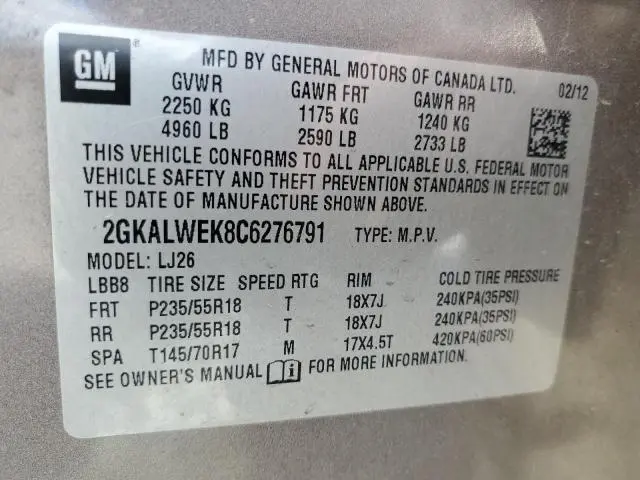 GM ®
MFD BY GENERAL MOTORS OF CANADA LTD. 02/12
GVWR GAWR FRT GAWR RR
2250 KG 1175 KG 1240 KG
4960 LB 2590 LB 2733 LB
THIS VEHICLE CONFORMS TO ALL APPLICABLE U.S. FEDERAL MOTOR
VEHICLE SAFETY AND THEFT PREVENTION STANDARDS IN EFFECT ON
THE DATE OF MANUFACTURE SHOWN ABOVE.
2GKALWEK8C6276791 TYPE: M.P.V.
MODEL: LJ26
LBB8 TIRE SIZE SPEED RTG RIM COLD TIRE PRESSURE
FRT P235/55R18 T 18X7J 240KPA(35PSI)
RR P235/55R18 T 18X7J 240KPA(35PSI)
SPA T145/70R17 M 17X4.5T 420KPA(60PSI)
SEE OWNER'S MANUAL i FOR MORE INFORMATION.